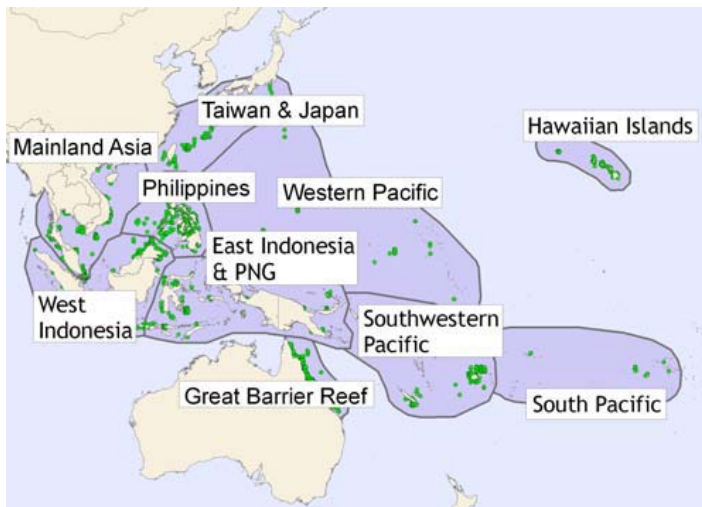 Taiwan & Japan
Hawaiian Islands
Mainland Asia
Philippines
Western Pacific
East Indonesia
& PNG
West
Indonesia
Southwestern
Pacific
Great Barrier Reef
South Pacific